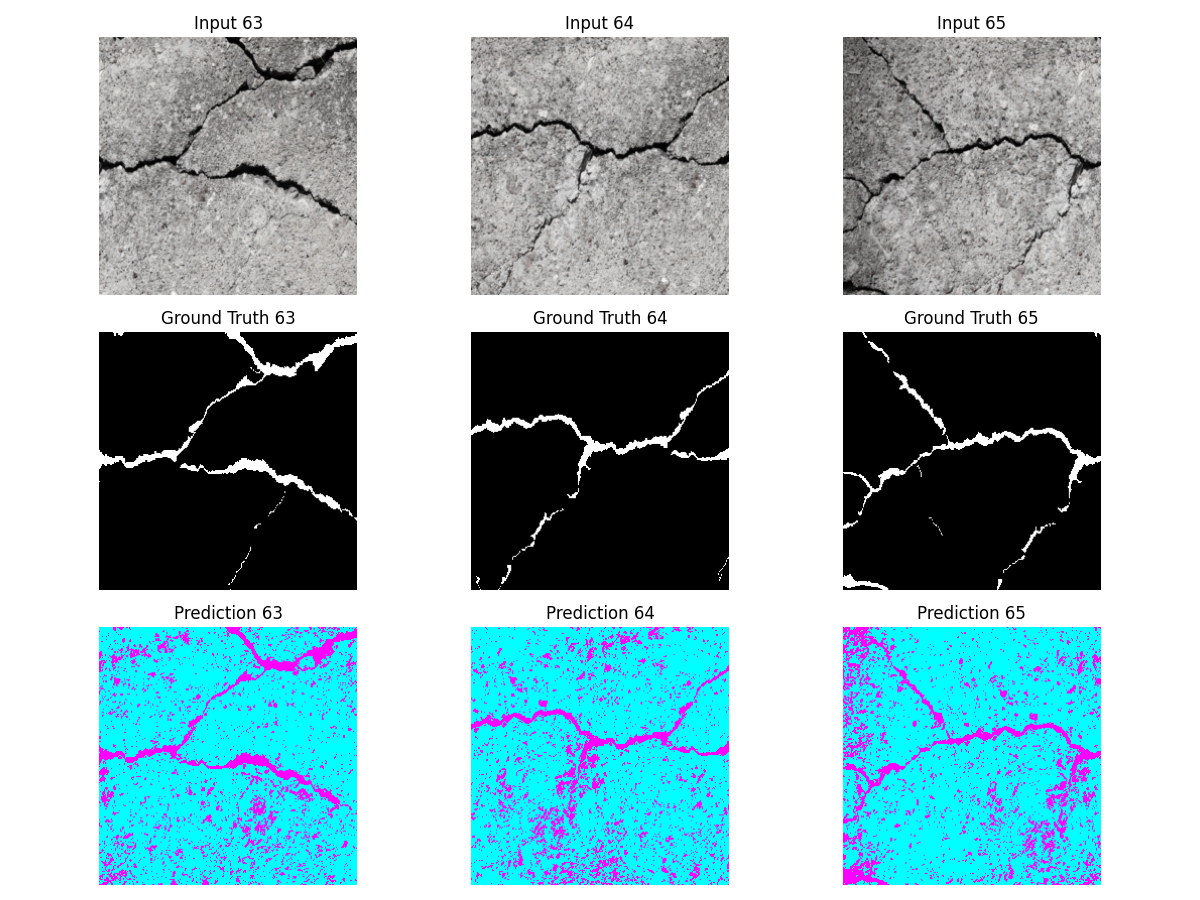 Input 63
Input 64
Input 65
Ground Truth 63
Ground Truth 64
Ground Truth 65
Prediction 63
Prediction 64
Prediction 65